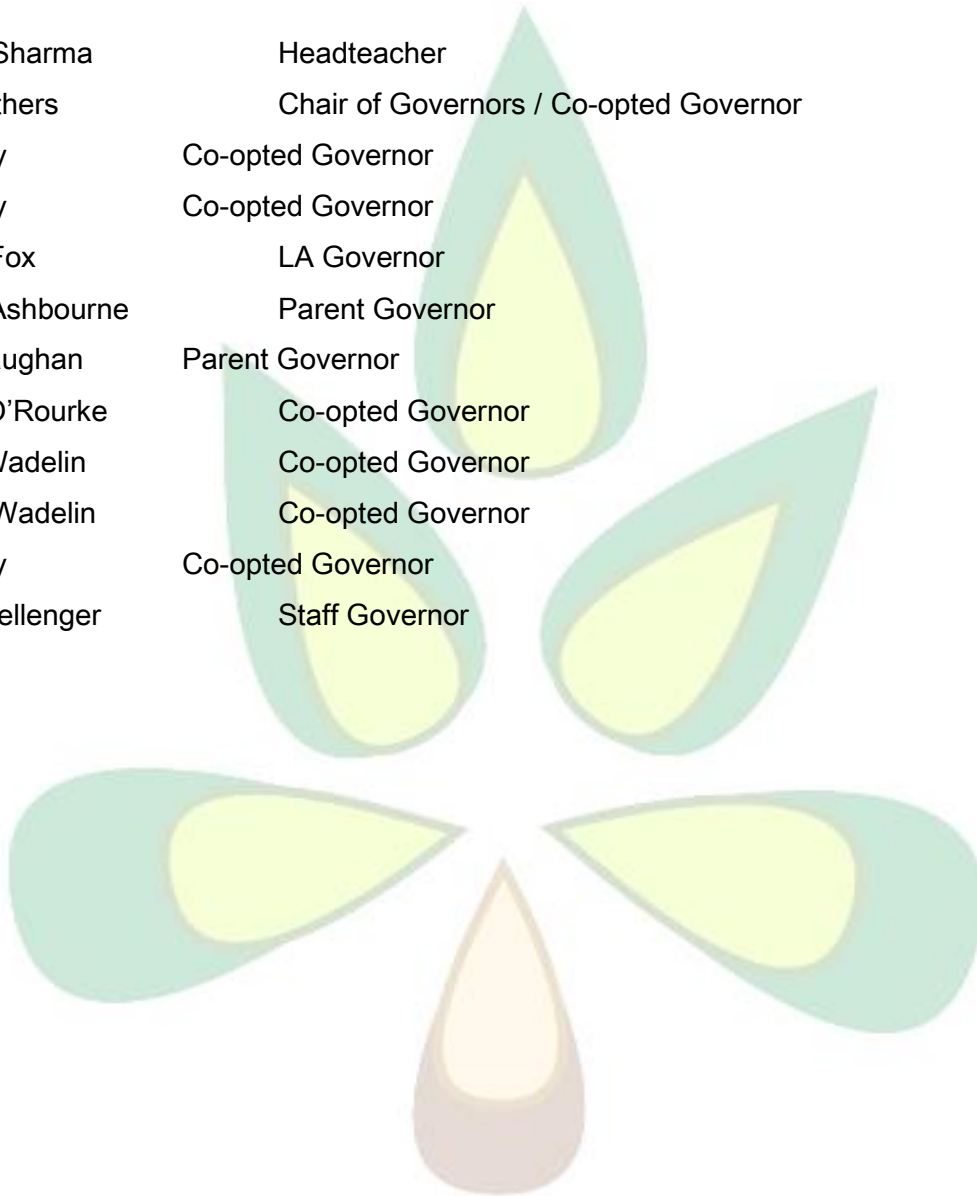 Sharma Headteacher
thers Chair of Governors / Co-opted Governor
y Co-opted Governor
y Co-opted Governor
Fox LA Governor
Ashbourne Parent Governor
ughan Parent Governor
O’Rourke Co-opted Governor
Wadelin Co-opted Governor
Wadelin Co-opted Governor
y Co-opted Governor
ellenger Staff Governor